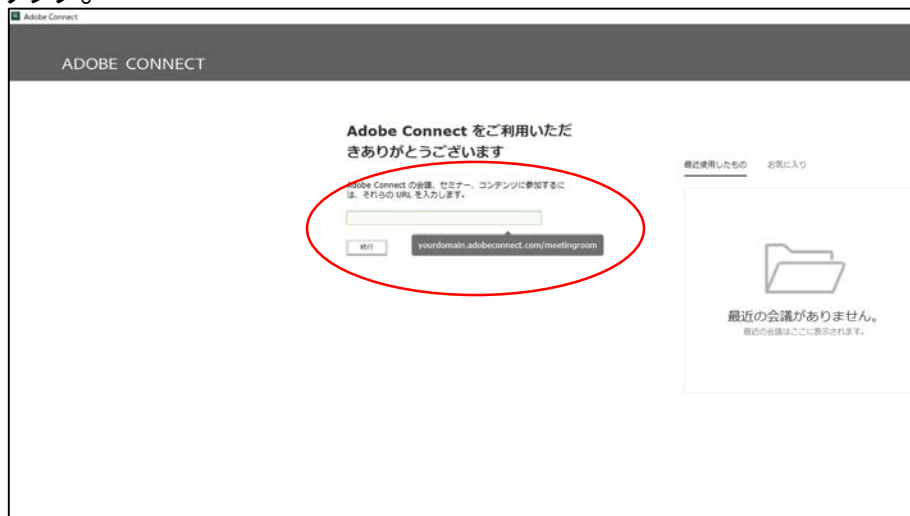 Adobe Connect
ADOBE CONNECT
Adobe Connect をご利用いただ
きありがとうございます
Adobe Connect の会議、セミナー、コンテンツに参加するに
は、それらの URL を入力します。
続行
yourdomain.adobeconnect.com/meetingroom
最近使用したもの
お気に入り
最近の会議がありません。
最近の会議はここに表示されます。